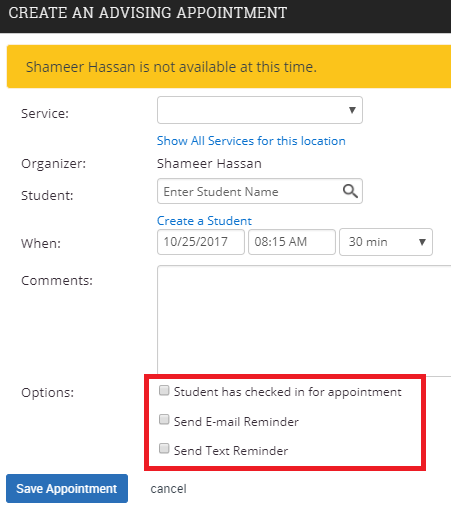 CREATE AN ADVISING APPOINTMENT
Shameer Hassan is not available at this time.
Service:
Show All Services for this location
Organizer: Shameer Hassan
Student: Enter Student Name
Create a Student
When: 10/25/2017 08:15 AM 30 min
Comments:
Options: Student has checked in for appointment
Send E-mail Reminder
Send Text Reminder
Save Appointment cancel